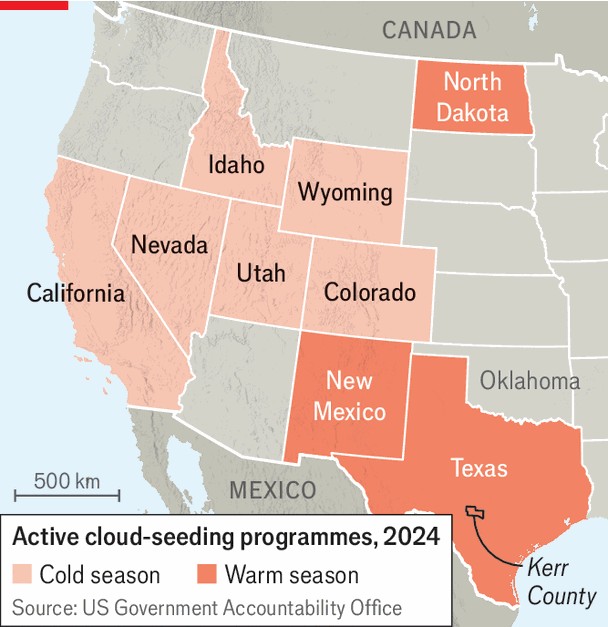 CANADA
North
Dakota
Idaho
Wyoming
Nevada
Utah
California
Colorado
New
Mexico
Oklahoma
Texas
500 km
MEXICO
Kerr
County
Active cloud-seeding programmes, 2024
Cold season
Warm season
Source: US Government Accountability Office